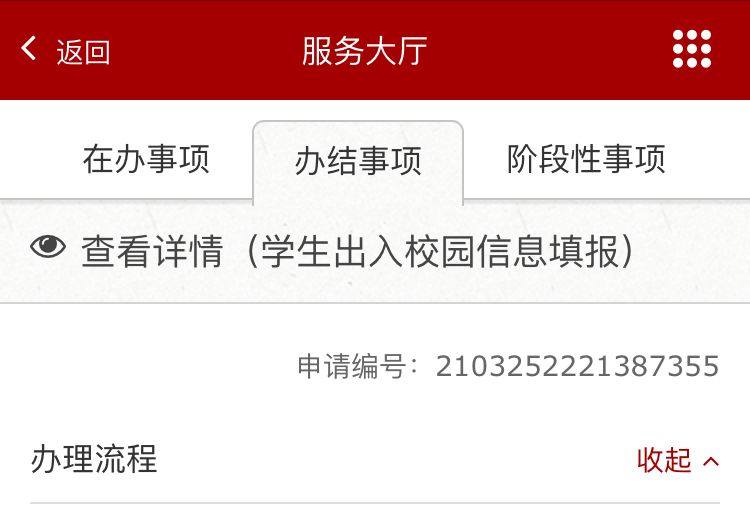 返回 服务大厅
在办事项 办结事项 阶段性事项
查看详情（学生出入校园信息填报）
申请编号：2103252221387355
办理流程 收起